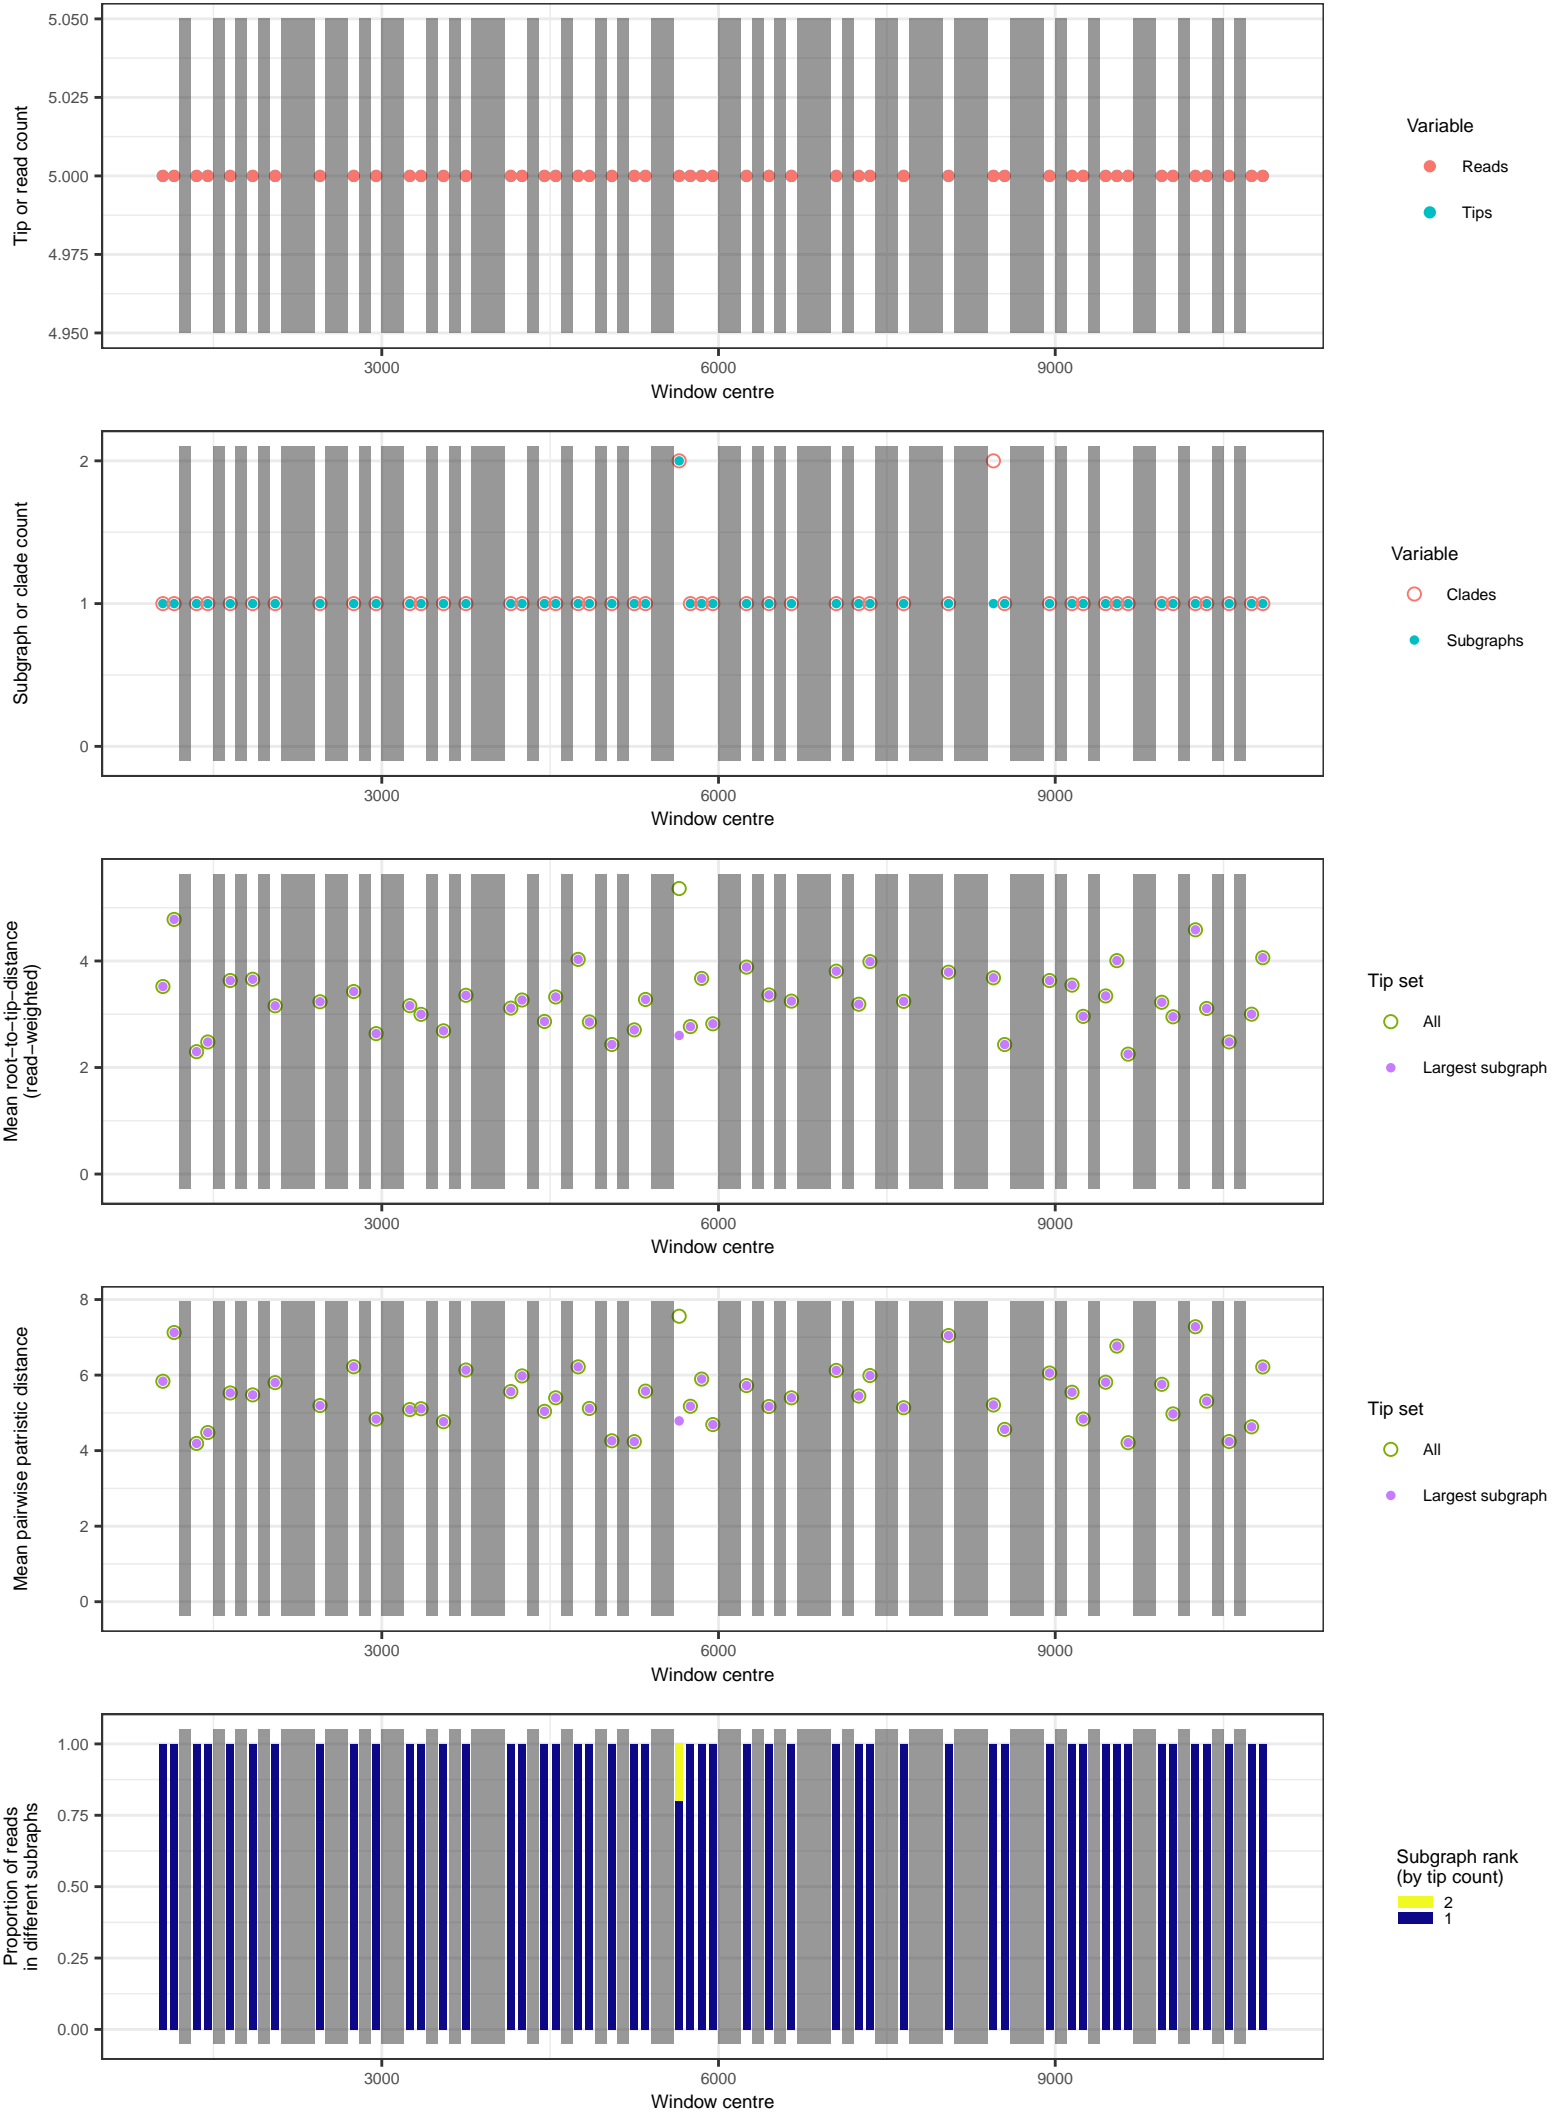 5.050
5.025
5.000
4.975
4.950
Tip or read count
3000
6000
9000
Window centre
Variable
Reads
Tips
2
1
0
Subgraph or clade count
3000
6000
9000
Window centre
Variable
Clades
Subgraphs
4
2
0
Mean root−to−tip−distance
(read−weighted)
3000
6000
9000
Window centre
Tip set
All
Largest subgraph
8
6
4
2
0
Mean pairwise patristic distance
3000
6000
9000
Window centre
Tip set
All
Largest subgraph
1.00
0.75
0.50
0.25
0.00
Proportion of reads
in different subraphs
3000
6000
9000
Window centre
Subgraph rank
(by tip count)
2
1